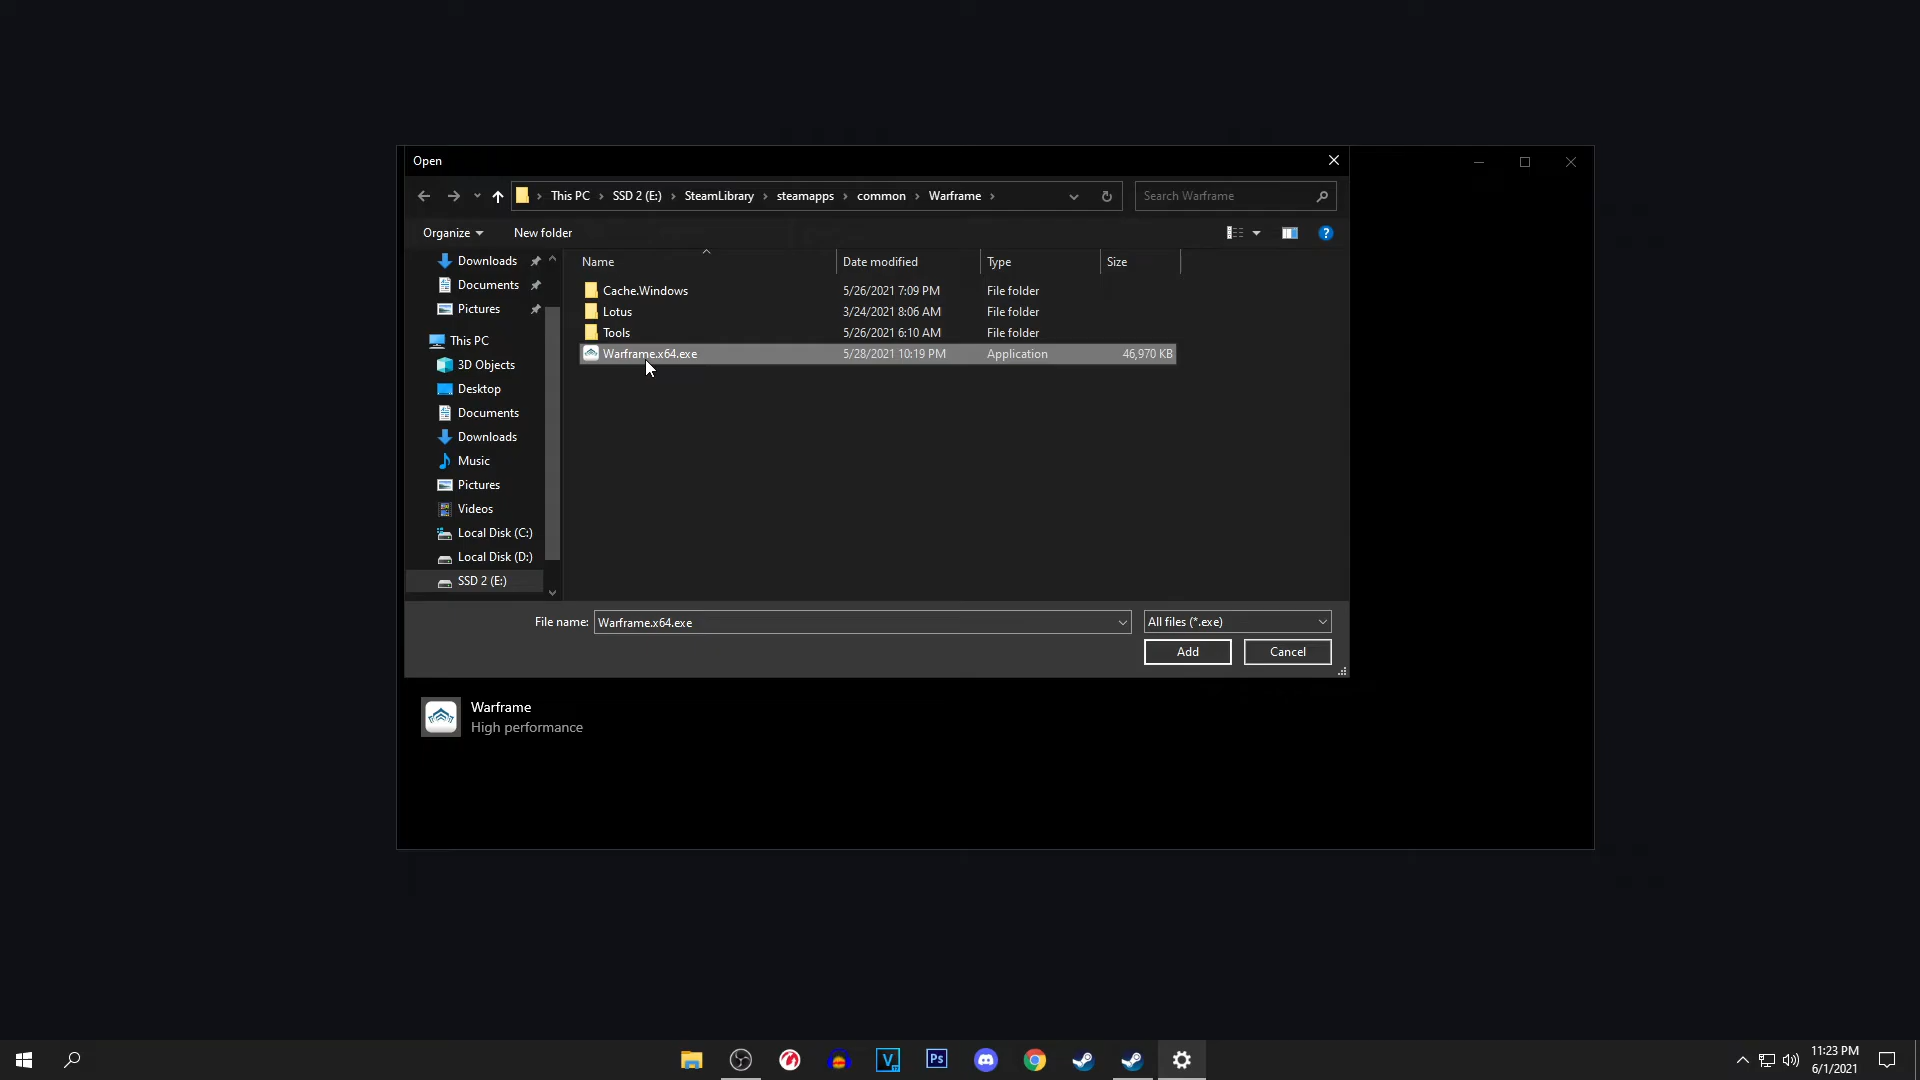 Open
This PC
SSD 2 (E:)
SteamLibrary
steamapps
common
Warframe
Search Warframe
Organize
New folder
?
Downloads
Documents
Pictures
This PC
3D Objects
Desktop
Documents
Downloads
Music
Pictures
Videos
Local Disk (C:)
Local Disk (D:)
SSD 2 (E:)
Name Date modified Type Size
Cache.Windows 5/26/2021 7:09 PM File folder
Lotus 3/24/2021 8:06 AM File folder
Tools 5/26/2021 6:10 AM File folder
Warframe.x64.exe 5/28/2021 10:19 PM Application 46,970 KB
File name: Warframe.x64.exe All files (*.exe)
Add Cancel
Warframe
High performance
V
Ps
11:23 PM
6/1/2021